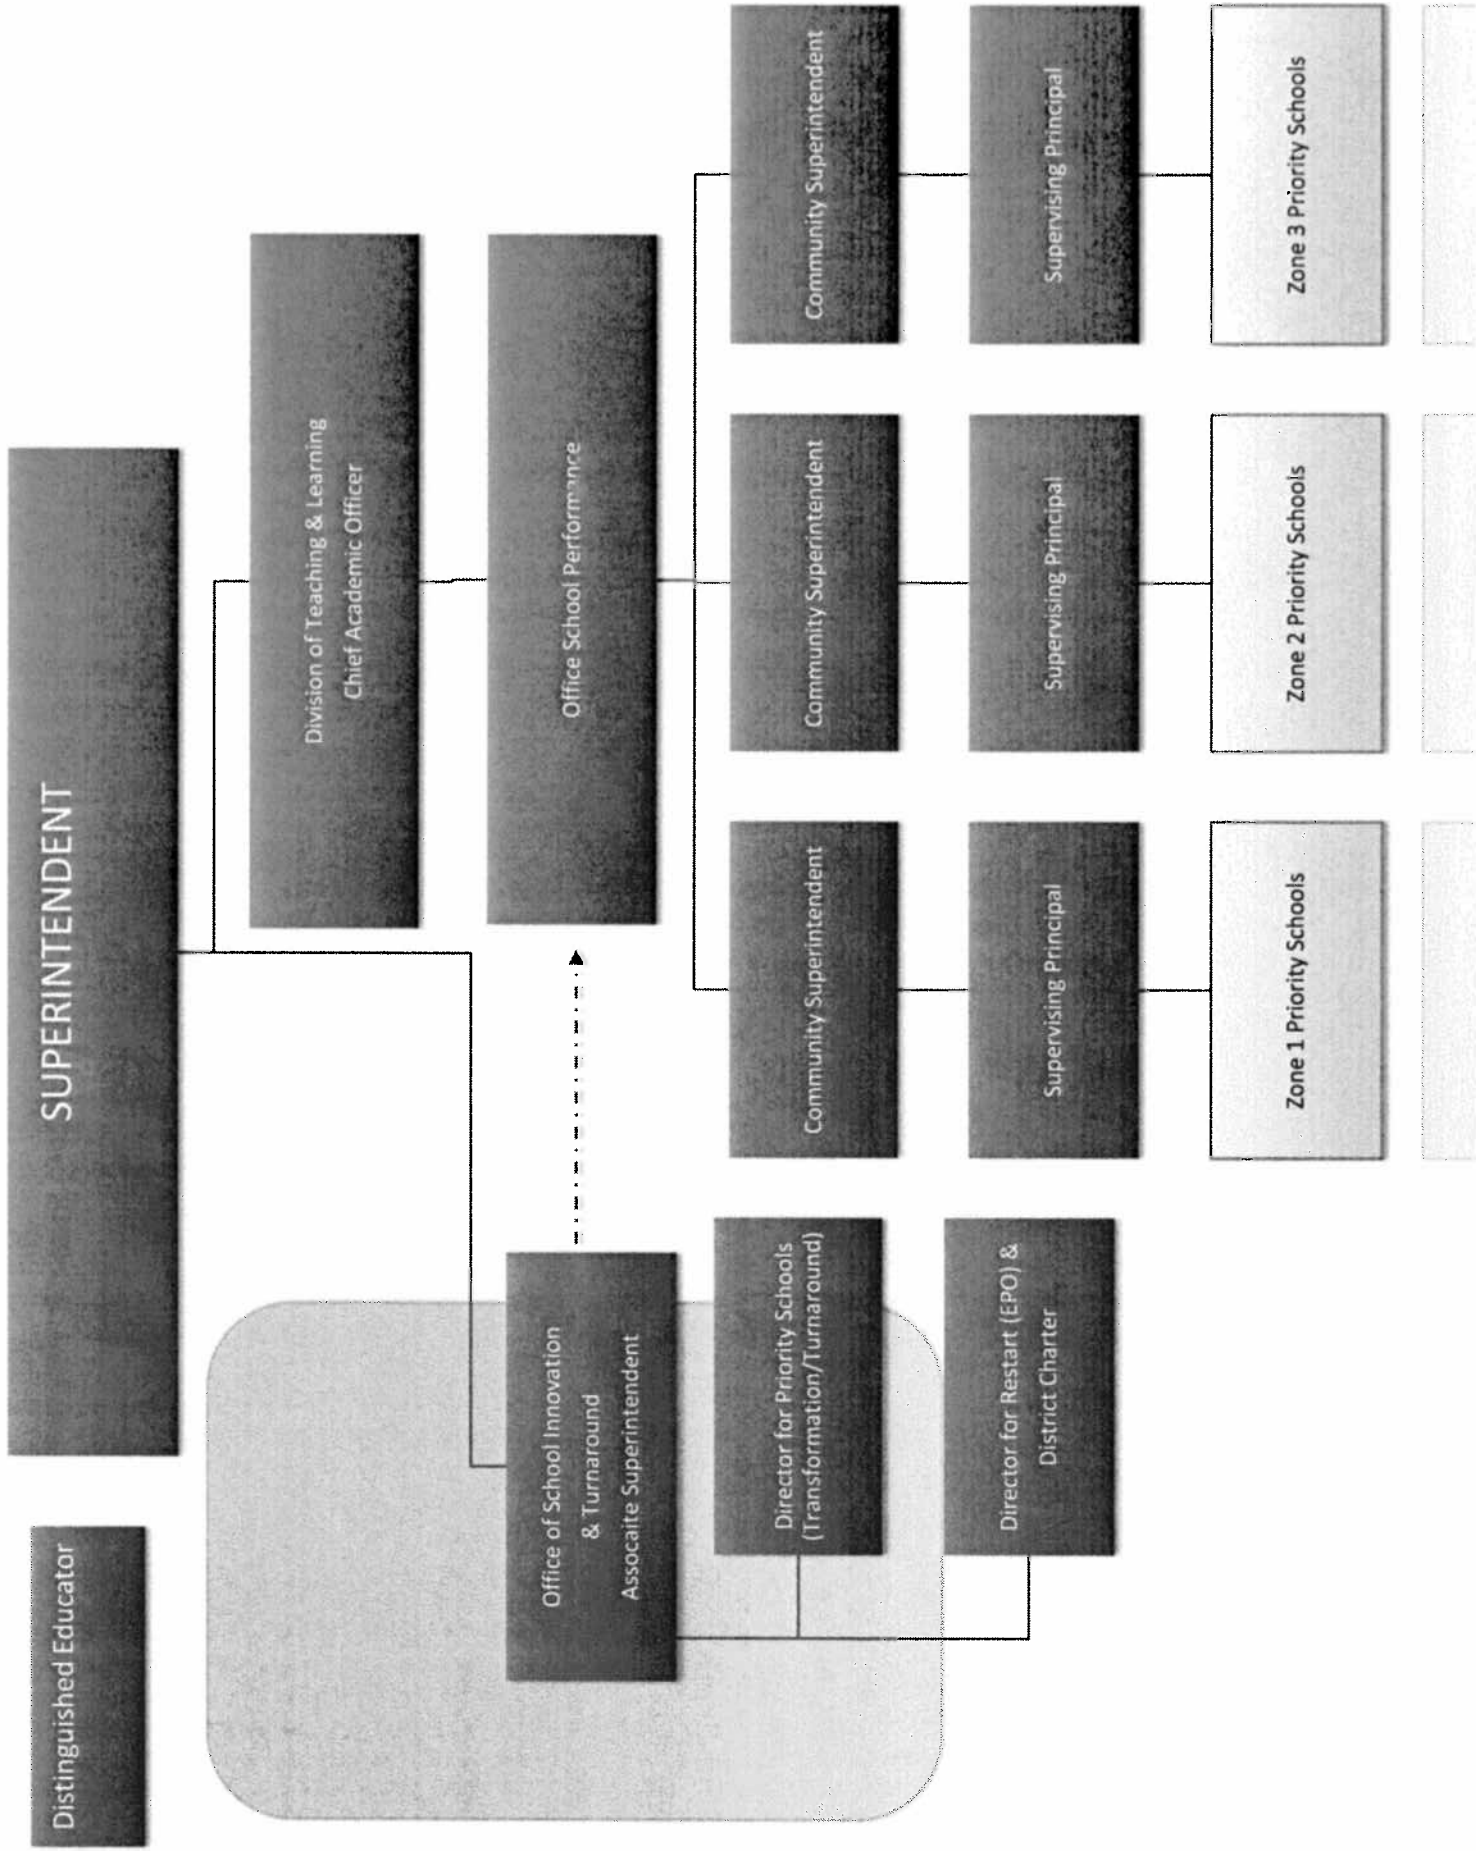 Distinguished Educator
SUPERINTENDENT
Division of Teaching & Learning
Chief Academic Officer
Office of School Innovation
& Turnaround
Assocaite Superintendent
Office School Performance
Director for Priority Schools
(Transformation/Turnaround)
Director for Restart (EPO) &
District Charter
Community Superintendent
Community Superintendent
Community Superintendent
Supervising Principal
Supervising Principal
Supervising Principal
Zone 1 Priority Schools
Zone 2 Priority Schools
Zone 3 Priority Schools